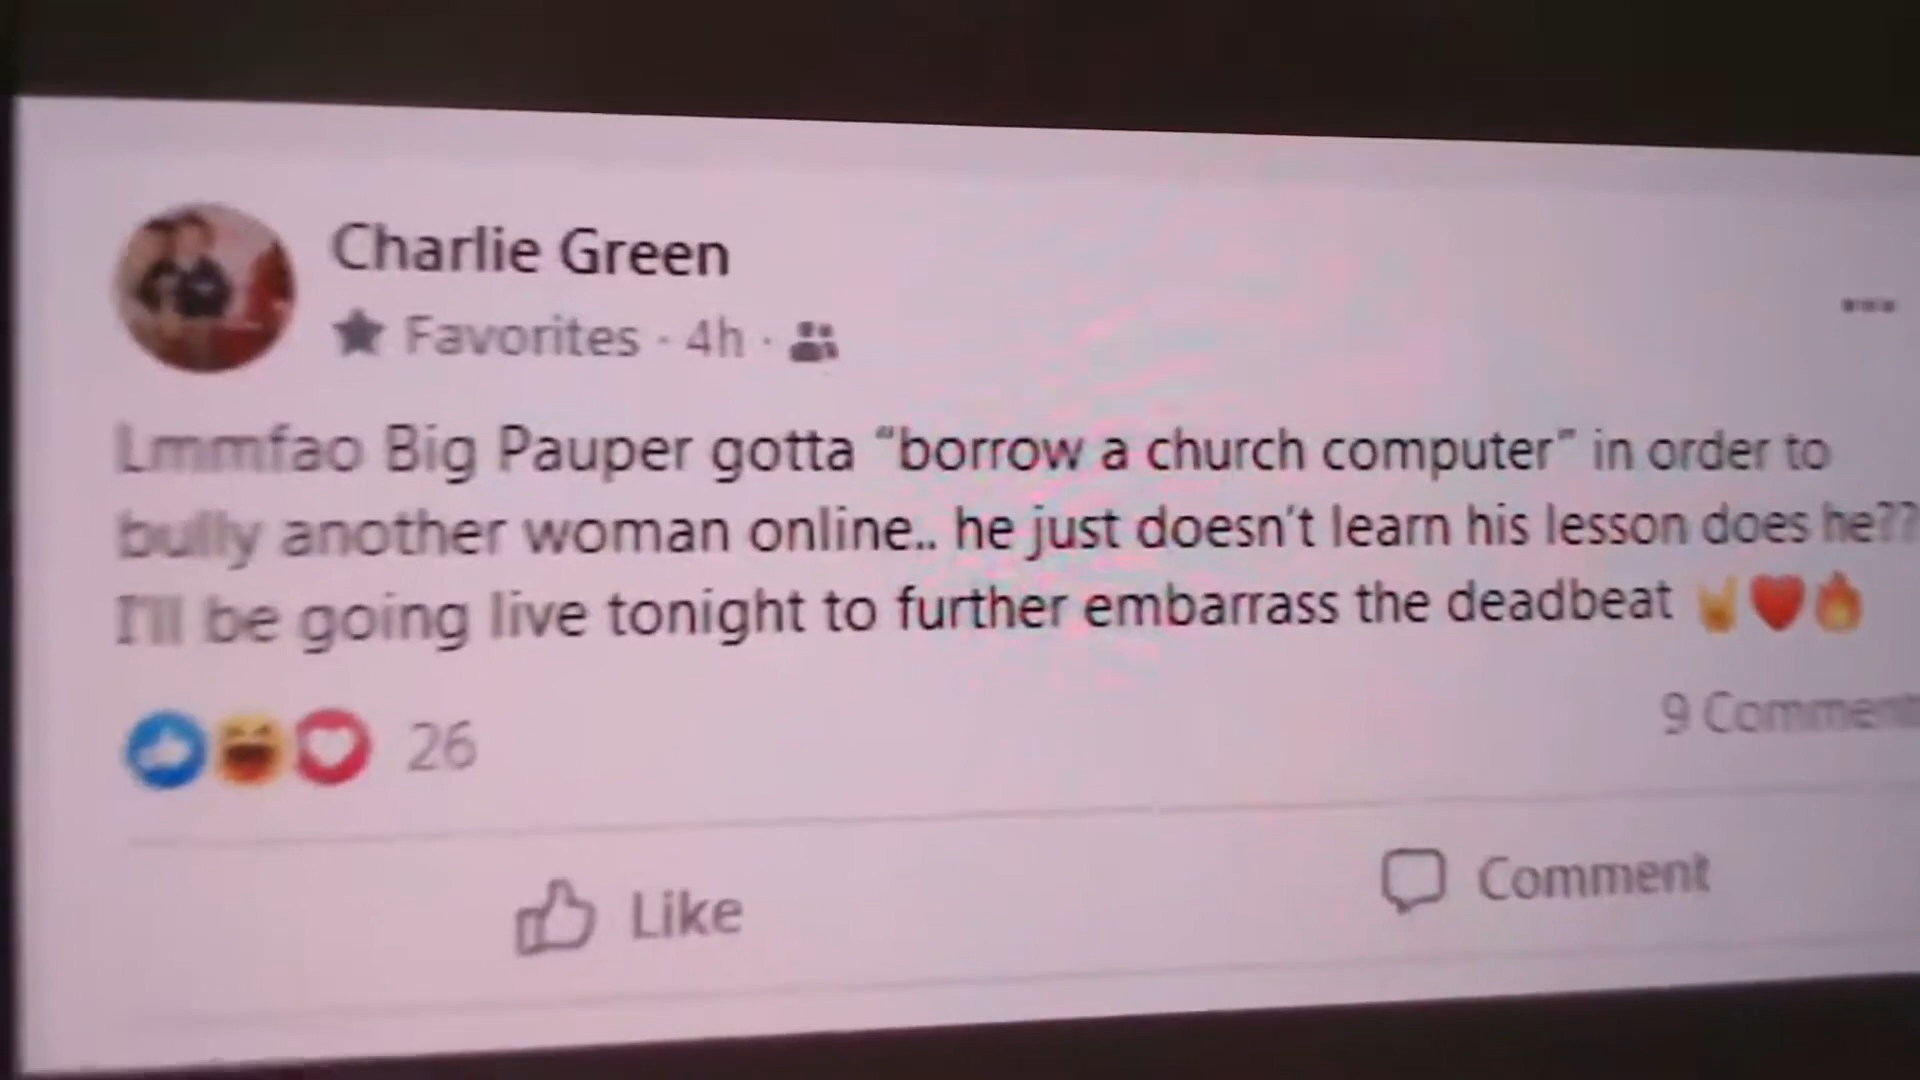 Charlie Green
Favorites · 4h ·
Lmmfao Big Pauper gotta “borrow a church computer” in order to
bully another woman online.. he just doesn't learn his lesson does he??
I'll be going live tonight to further embarrass the deadbeat 🤘❤️🔥
26
9 Comment
Like
Comment